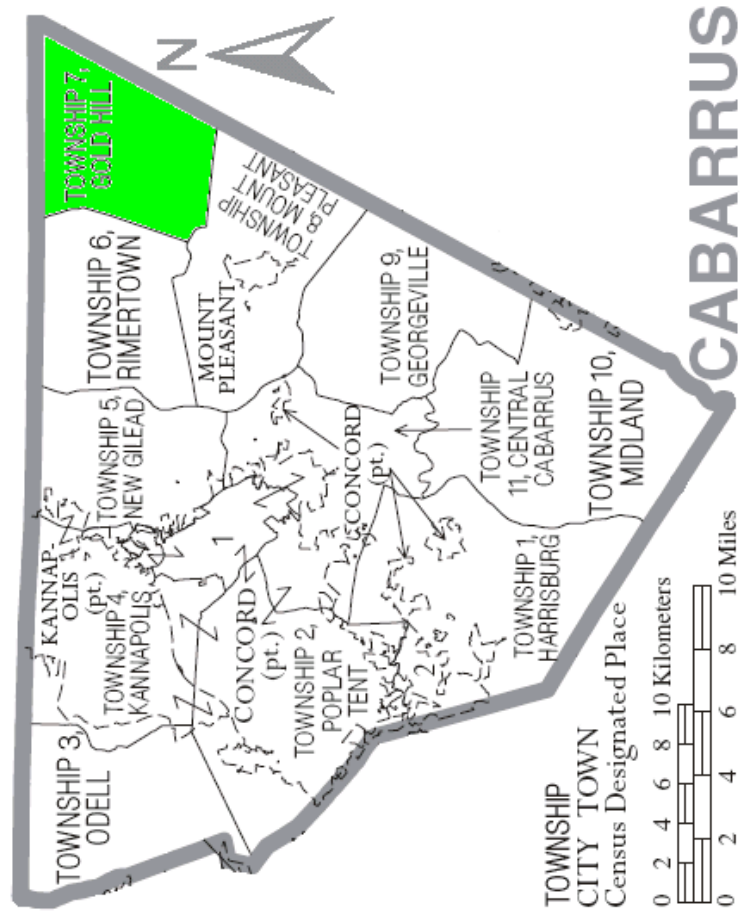 TOWNSHIP 3,
ODELL
KANNAP-
OLIS
(pt.)
TOWNSHIP 4,
KANNAPOLIS
TOWNSHIP 5,
NEW GILEAD
TOWNSHIP 6,
RIMERTOWN
TOWNSHIP 7,
GOLD HILL
N
CONCORD
(pt.)
1
MOUNT
PLEASANT
TOWNSHIP
8, MOUNT
PLEASANT
TOWNSHIP 2,
POPLAR
TENT
CONCORD
(pt.)
TOWNSHIP 9,
GEORGEVILLE
2
TOWNSHIP
11, CENTRAL
CABARRUS
TOWNSHIP 1,
HARRISBURG
TOWNSHIP 10,
MIDLAND
TOWNSHIP
CITY TOWN
Census Designated Place
0 2 4 6 8 10 Kilometers
0 2 4 6 8 10 Miles
CABARRUS